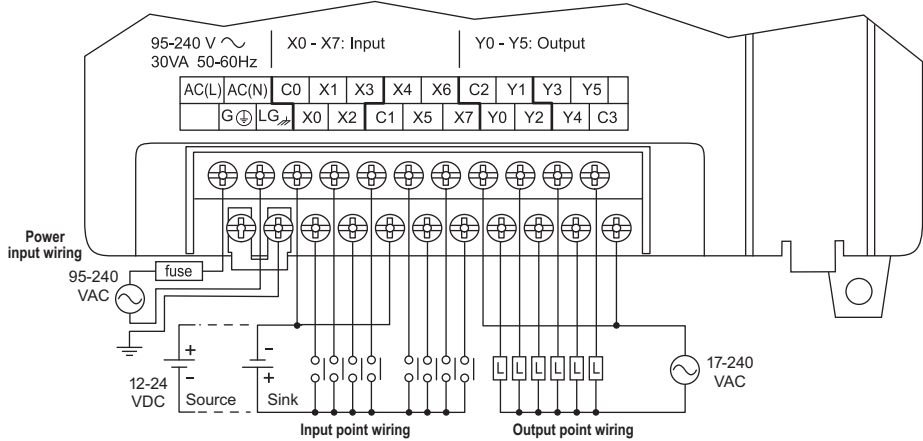 95-240 V ~ X0 - X7: Input Y0 - Y5: Output
30VA 50-60Hz
AC(L) AC(N) C0 X1 X3 X4 X6 C2 Y1 Y3 Y5
G LG X0 X2 C1 X5 X7 Y0 Y2 Y4 C3
Power
input wiring
fuse
95-240
VAC
+ - 
- +
12-24
VDC
Source Sink
L L L L L L
17-240
VAC
Input point wiring Output point wiring